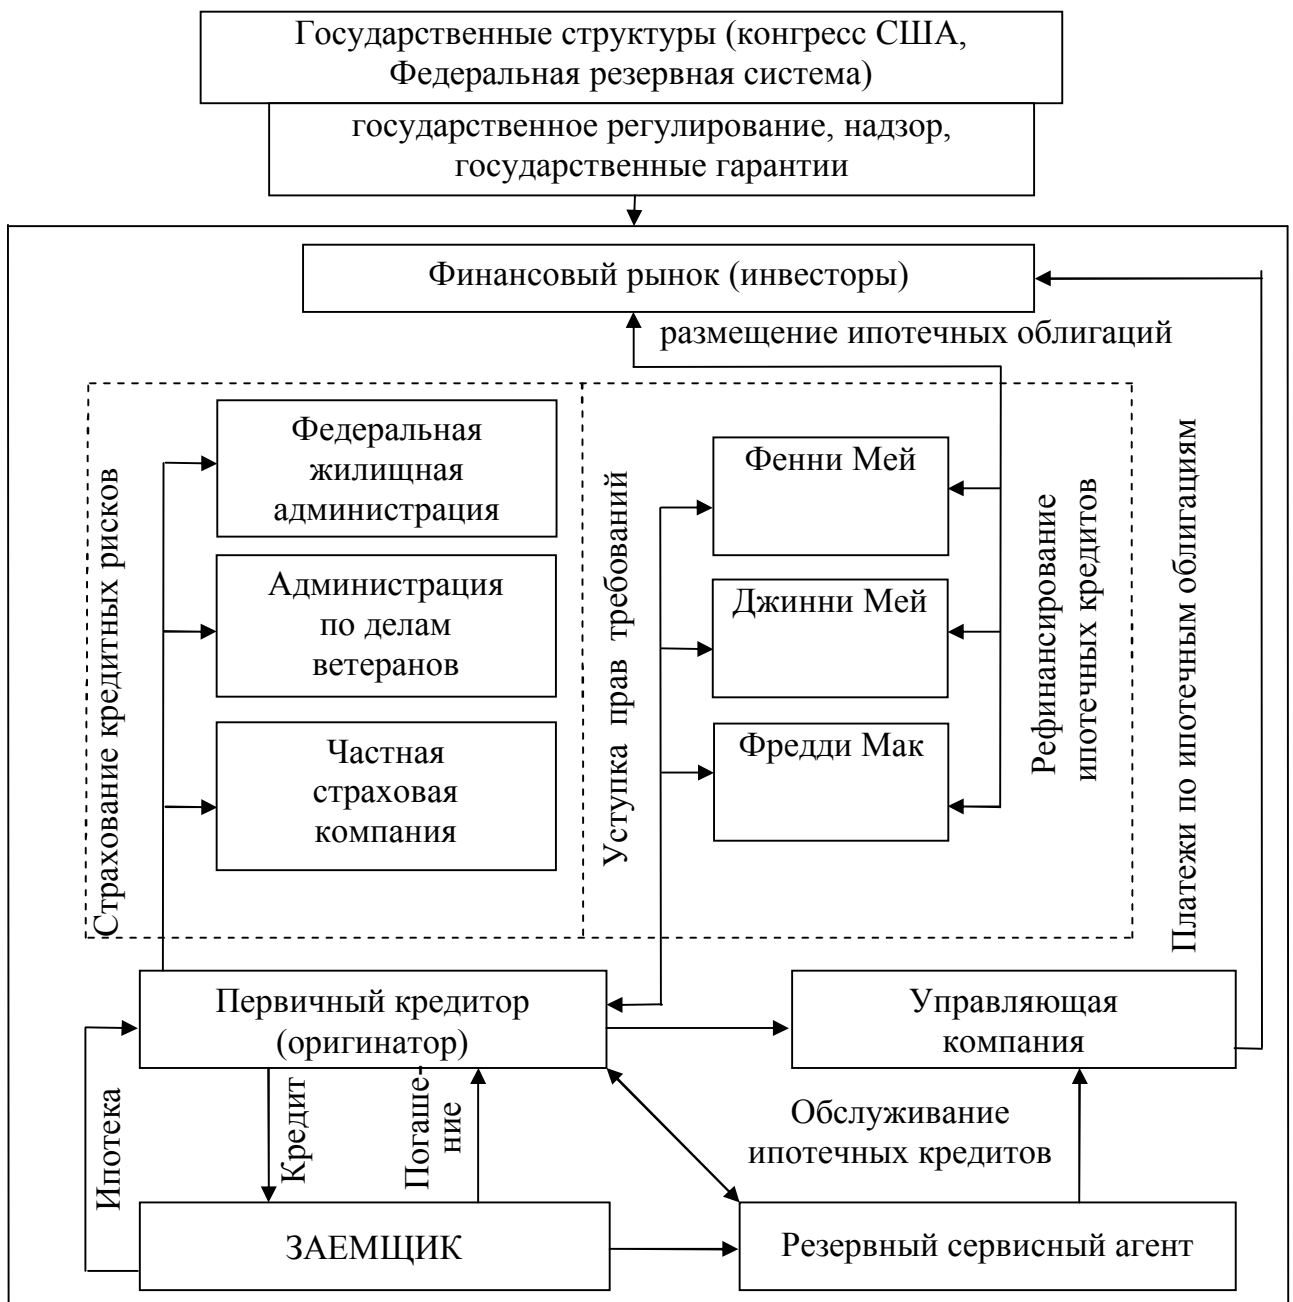 Государственные структуры (конгресс США,
Федеральная резервная система)
государственное регулирование, надзор,
государственные гарантии
Финансовый рынок (инвесторы)
размещение ипотечных облигаций
Страхование кредитных рисков
Федеральная
жилищная
администрация
Администрация
по делам
ветеранов
Частная
страховая
компания
Уступка прав требований
Фенни Мей
Джинни Мей
Фредди Мак
Рефинансирование
ипотечных кредитов
Платежи по ипотечным облигациям
Первичный кредитор
(оригинатор)
Управляющая
компания
Ипотека
Кредит
Погаше-
ние
Обслуживание
ипотечных кредитов
ЗАЕМЩИК
Резервный сервисный агент